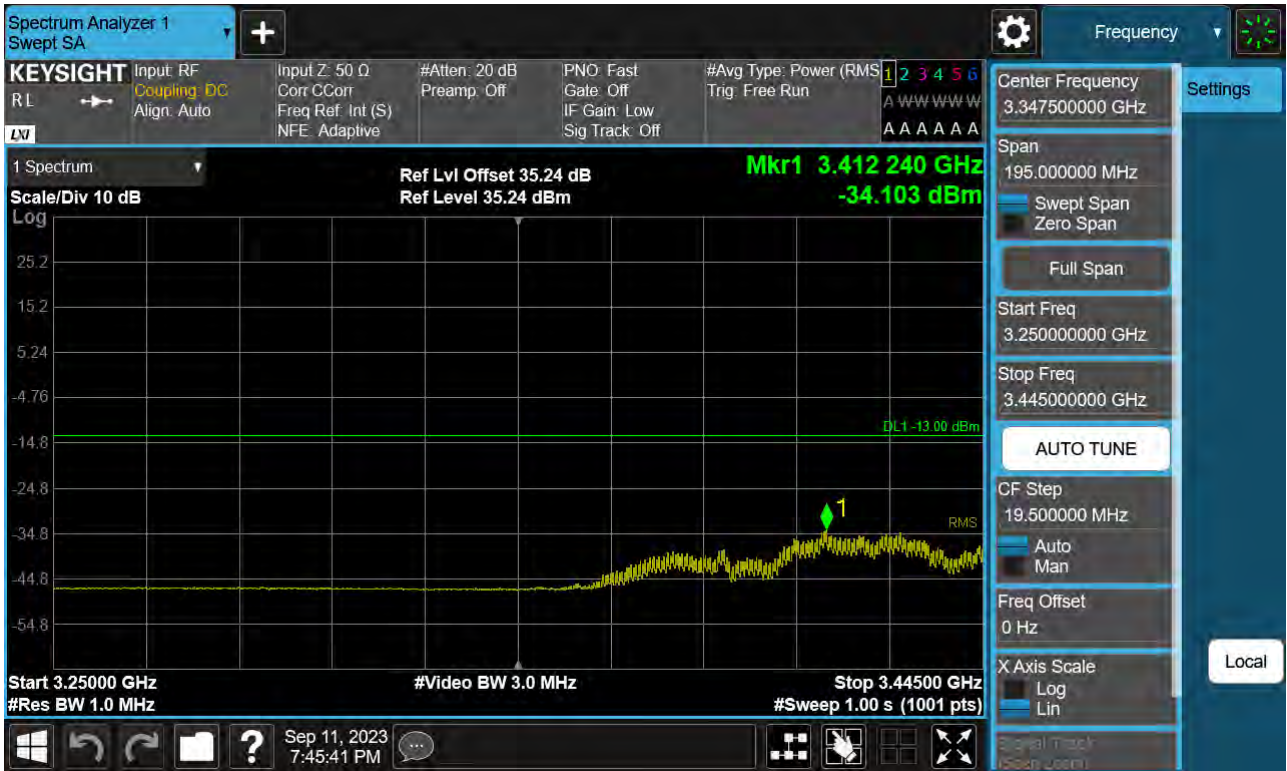 Spectrum Analyzer 1
Swept SA
+
Frequency
KEYSIGHT
RL
LXI
Input: RF
Coupling: DC
Align: Auto
Input Z: 50 Ω
Corr CCorr
Freq Ref: Int (S)
NFE: Adaptive
#Atten: 20 dB
Preamp: Off
PNO: Fast
Gate: Off
IF Gain: Low
Sig Track: Off
#Avg Type: Power (RMS
Trig: Free Run
1 2 3 4 5 6
A W W W W W
A A A A A A
1 Spectrum
Scale/Div 10 dB
Ref Lvl Offset 35.24 dB
Ref Level 35.24 dBm
Mkr1 3.412 240 GHz
-34.103 dBm
Log
25.2
15.2
5.24
-4.76
-14.8
-24.8
-34.8
-44.8
-54.8
DL1 -13.00 dBm
1
RMS
Start 3.25000 GHz
#Res BW 1.0 MHz
#Video BW 3.0 MHz
Stop 3.44500 GHz
#Sweep 1.00 s (1001 pts)
Center Frequency
3.347500000 GHz
Span
195.000000 MHz
Swept Span
Zero Span
Full Span
Start Freq
3.250000000 GHz
Stop Freq
3.445000000 GHz
AUTO TUNE
CF Step
19.500000 MHz
Auto
Man
Freq Offset
0 Hz
X Axis Scale
Log
Lin
Signal Track
(Span Zoom)
Settings
Local
?
Sep 11, 2023
7:45:41 PM